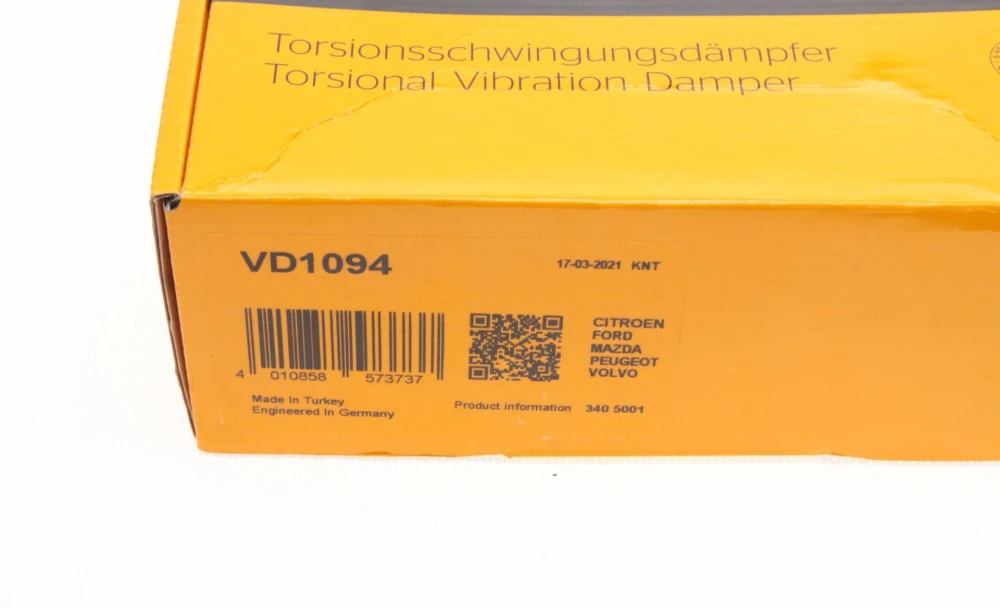 Torsionsschwingungsdämpfer
Torsional Vibration Damper
VD1094
17-03-2021 KNT
CITROEN
FORD
MAZDA
PEUGEOT
VOLVO
4 010858 573737
Made In Turkey
Engineered In Germany
Product information 340 5001